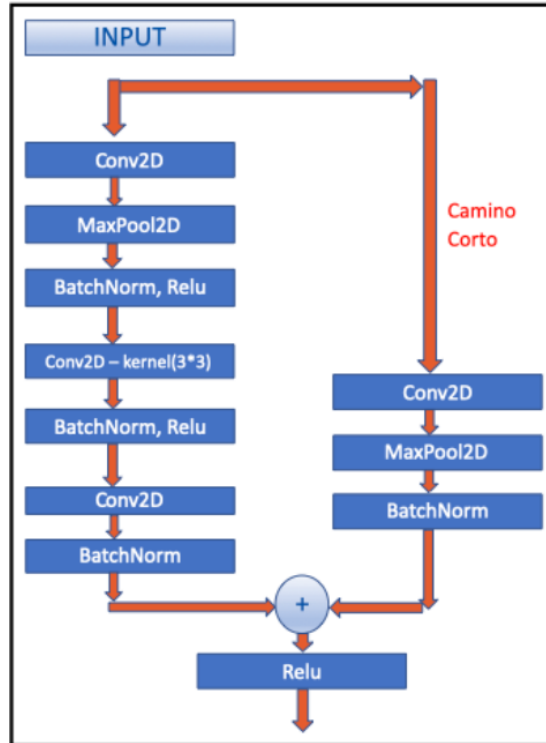 INPUT
Conv2D
MaxPool2D
BatchNorm, Relu
Conv2D – kernel(3*3)
BatchNorm, Relu
Conv2D
BatchNorm
Camino
Corto
Conv2D
MaxPool2D
BatchNorm
+
Relu